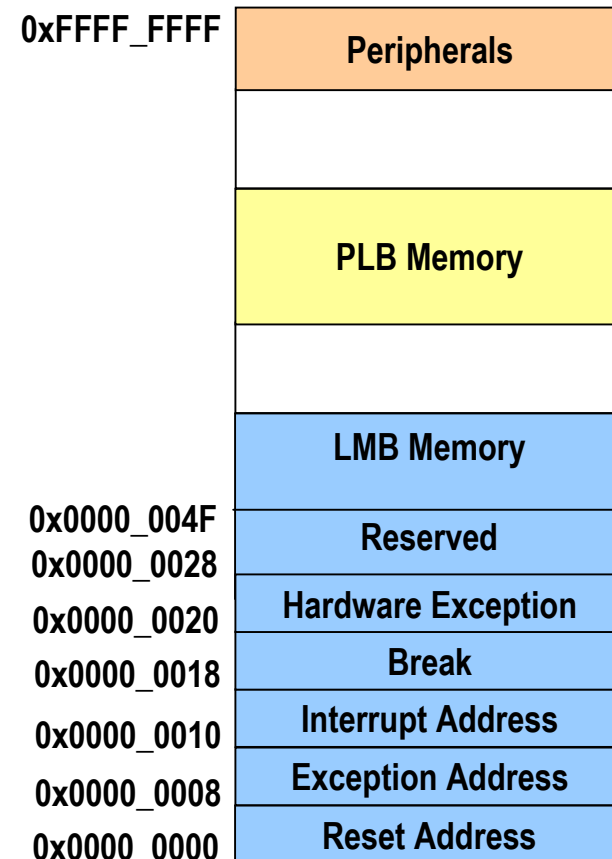 0xFFFF_FFFF
Peripherals
PLB Memory
LMB Memory
0x0000_004F
Reserved
0x0000_0028
Hardware Exception
0x0000_0020
Break
0x0000_0018
Interrupt Address
0x0000_0010
Exception Address
0x0000_0008
Reset Address
0x0000_0000